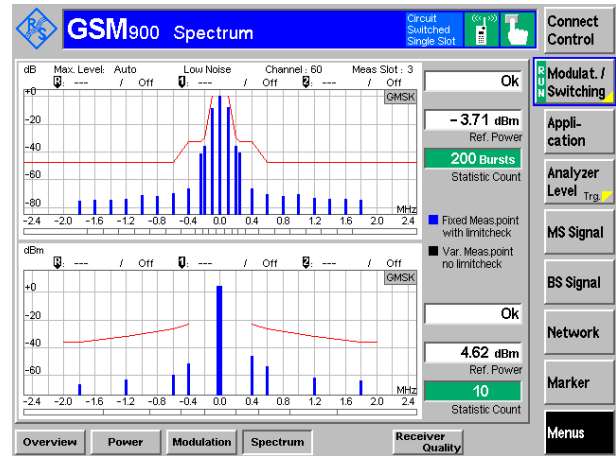 R&S
GSM900 Spectrum
Circuit
Switched
Single Slot
Connect
Control
dB Max. Level: Auto Low Noise Channel : 60 Meas Slot : 3
R: --- / Off 1: --- / Off 2: --- / Off
GMSK
+0
-20
-40
-60
-80
MHz
-2.4 -2.0 -1.6 -1.2 -0.8 -0.4 0.0 0.4 0.8 1.2 1.6 2.0 2.4
Ok
-3.71 dBm
Ref. Power
200 Bursts
Statistic Count
Fixed Meas.point
with limitcheck
Var. Meas.point
no limitcheck
dBm
R: --- / Off 1: --- / Off 2: --- / Off
GMSK
+0
-20
-40
-60
MHz
-2.4 -2.0 -1.6 -1.2 -0.8 -0.4 0.0 0.4 0.8 1.2 1.6 2.0 2.4
Ok
4.62 dBm
Ref. Power
10
Statistic Count
RUN
Modulat. /
Switching
Appli-
cation
Analyzer
Level Trg.
MS Signal
BS Signal
Network
Marker
Menus
Overview Power Modulation Spectrum Receiver
Quality